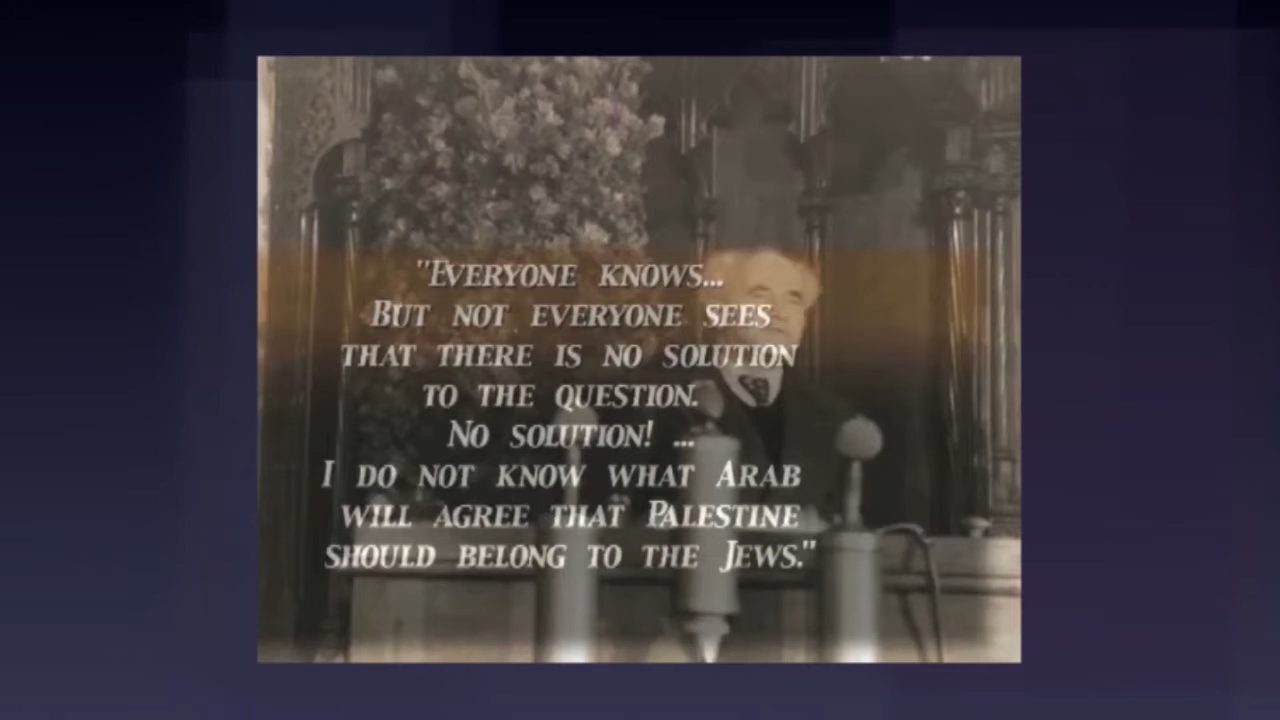 "Everyone knows...
But not everyone sees
that there is no solution
to the question.
No solution! ...
I do not know what Arab
will agree that Palestine
should belong to the Jews."